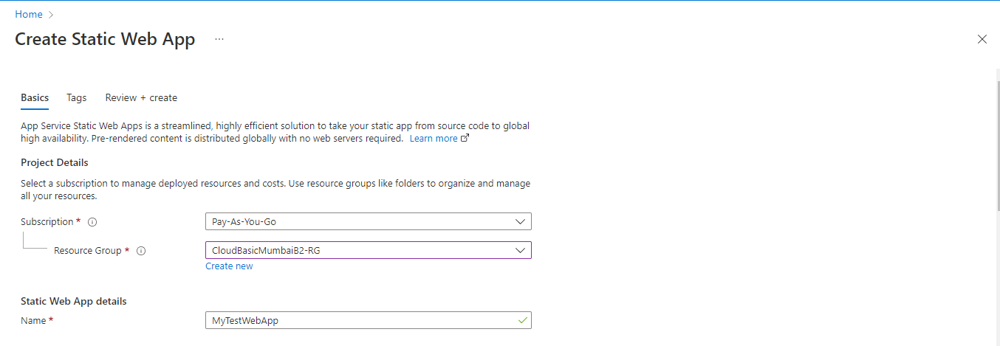 Home
Create Static Web App ...
Basics Tags Review + create
App Service Static Web Apps is a streamlined, highly efficient solution to take your static app from source code to global
high availability. Pre-rendered content is distributed globally with no web servers required. Learn more
Project Details
Select a subscription to manage deployed resources and costs. Use resource groups like folders to organize and manage
all your resources.
Subscription * Pay-As-You-Go
Resource Group * CloudBasicMumbaiB2-RG
Create new
Static Web App details
Name * MyTestWebApp